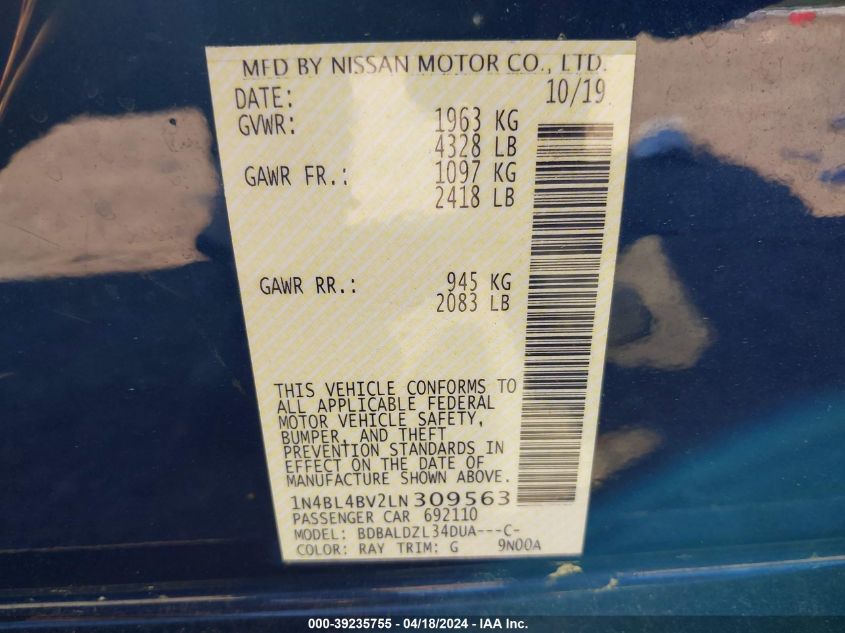 MFD BY NISSAN MOTOR CO., LTD.
DATE: 10/19
GVWR: 1963 KG
4328 LB
GAWR FR.: 1097 KG
2418 LB
GAWR RR.: 945 KG
2083 LB
THIS VEHICLE CONFORMS TO
ALL APPLICABLE FEDERAL
MOTOR VEHICLE SAFETY,
BUMPER, AND THEFT
PREVENTION STANDARDS IN
EFFECT ON THE DATE OF
MANUFACTURE SHOWN ABOVE.
1N4BL4BV2LN309563
PASSENGER CAR 692110
MODEL: BDBALDZL34DUA---C-
COLOR: RAY TRIM: G 9N00A
000-39235755 - 04/18/2024 - IAA Inc.